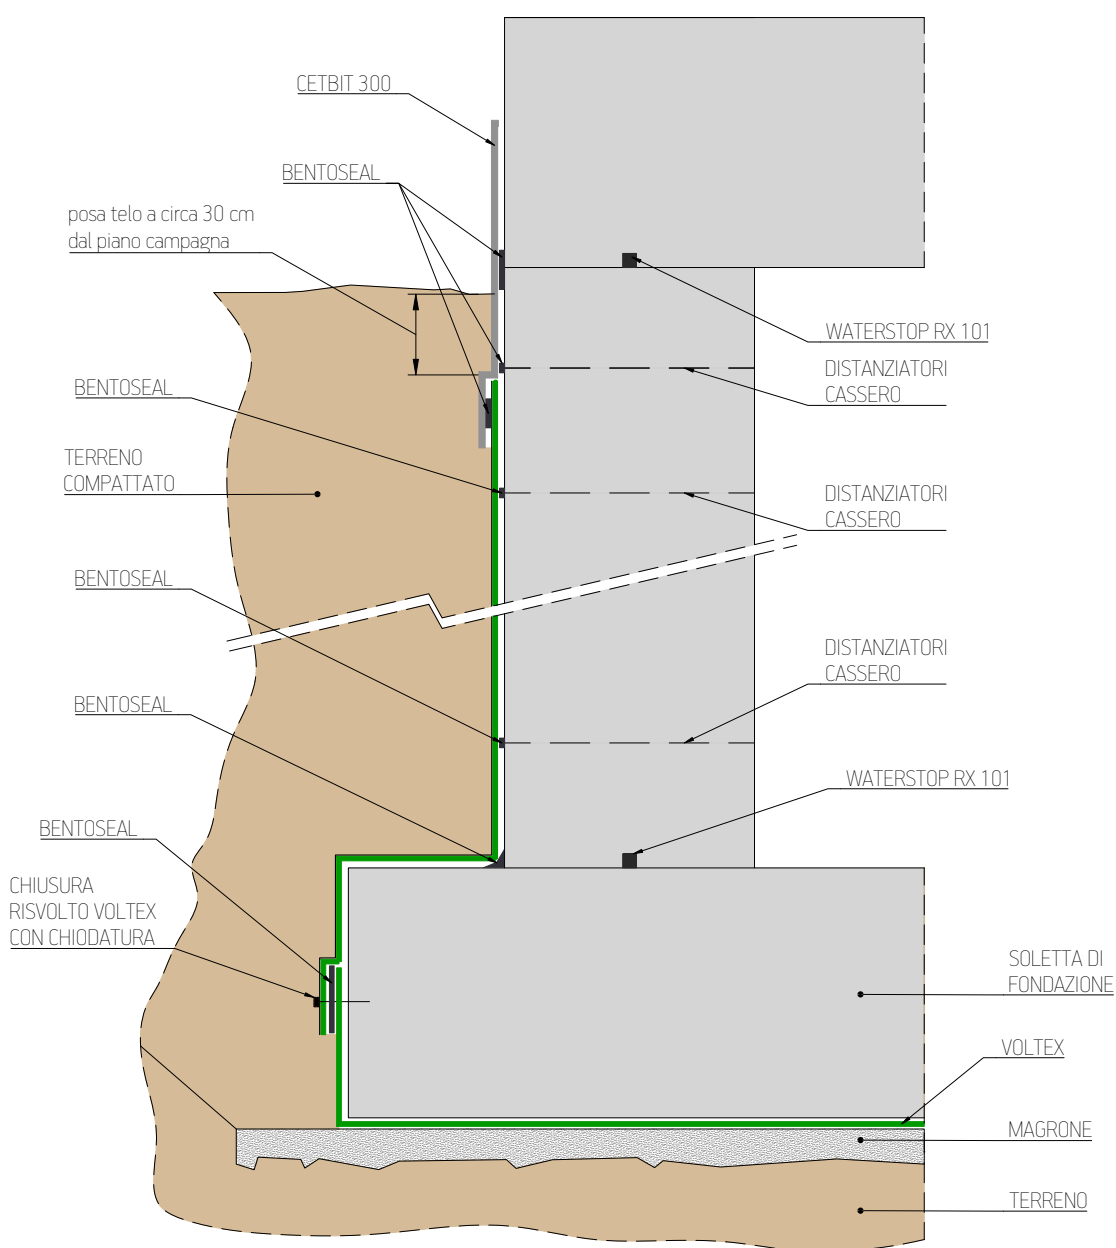 CETBIT 300
BENTOSEAL
posa telo a circa 30 cm
dal piano campagna
WATERSTOP RX 101
DISTANZIATORI
CASSERO
BENTOSEAL
TERRENO
COMPATTATO
DISTANZIATORI
CASSERO
BENTOSEAL
DISTANZIATORI
CASSERO
BENTOSEAL
WATERSTOP RX 101
BENTOSEAL
CHIUSURA
RISVOLTO VOLTEX
CON CHIODATURA
SOLETTA DI
FONDAZIONE
VOLTEX
MAGRONE
TERRENO